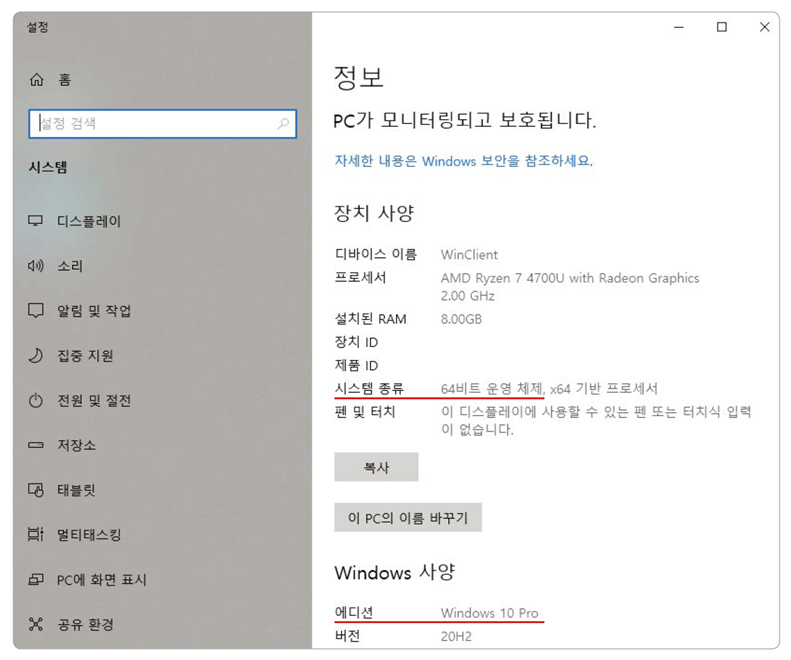 설정
홈
설정 검색
시스템
디스플레이
소리
알림 및 작업
집중 지원
전원 및 절전
저장소
태블릿
멀티태스킹
PC에 화면 표시
공유 환경
정보
PC가 모니터링되고 보호됩니다.
자세한 내용은 Windows 보안을 참조하세요.
장치 사양
디바이스 이름 WinClient
프로세서 AMD Ryzen 7 4700U with Radeon Graphics
2.00 GHz
설치된 RAM 8.00GB
장치 ID
제품 ID
시스템 종류 64비트 운영 체제, x64 기반 프로세서
펜 및 터치 이 디스플레이에 사용할 수 있는 펜 또는 터치식 입력
이 없습니다.
복사
이 PC의 이름 바꾸기
Windows 사양
에디션 Windows 10 Pro
버전 20H2